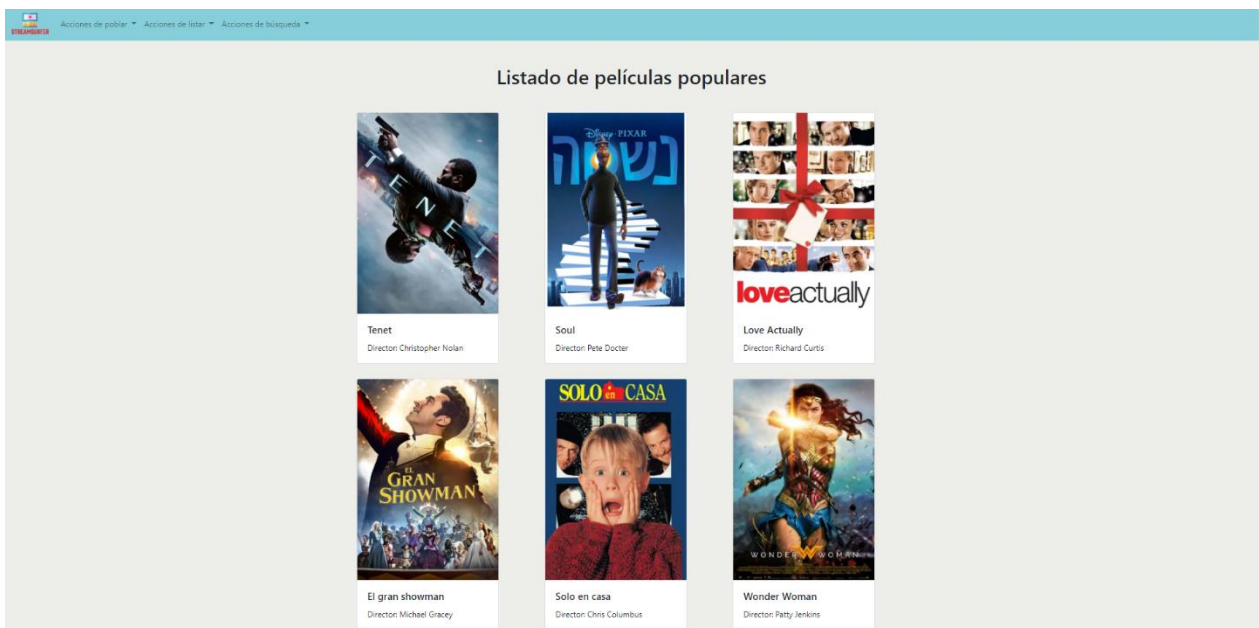 STREAMSURFER
Acciones de poblar Acciones de listar Acciones de búsqueda
Listado de películas populares
TENET
Disney · PIXAR
נשמה
loveactually
Tenet
Director: Christopher Nolan
Soul
Director: Pete Docter
Love Actually
Director: Richard Curtis
EL
GRAN
SHOWMAN
SOLO en CASA
WONDER WOMAN
El gran showman
Director: Michael Gracey
Solo en casa
Director: Chris Columbus
Wonder Woman
Director: Patty Jenkins